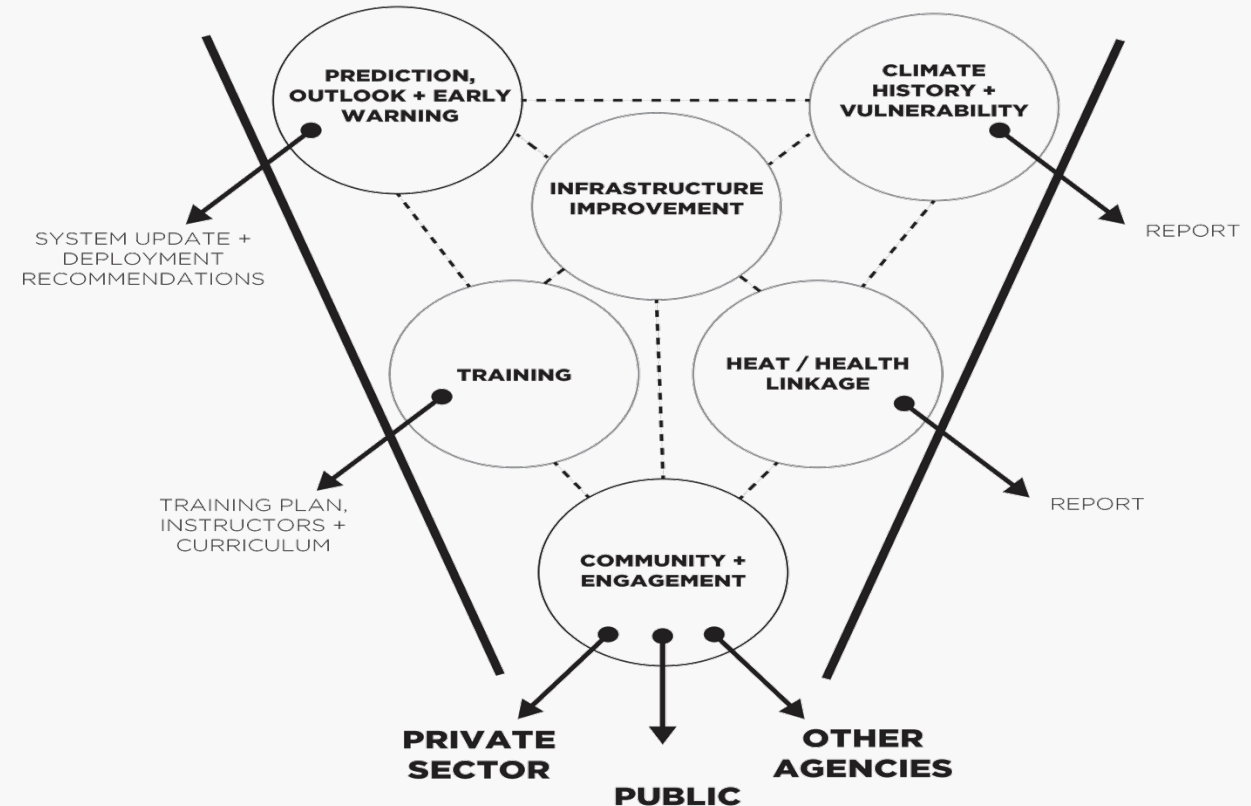 PREDICTION,
OUTLOOK + EARLY
WARNING
CLIMATE
HISTORY +
VULNERABILITY
INFRASTRUCTURE
IMPROVEMENT
SYSTEM UPDATE +
DEPLOYMENT
RECOMMENDATIONS
REPORT
TRAINING
HEAT / HEALTH
LINKAGE
TRAINING PLAN,
INSTRUCTORS +
CURRICULUM
REPORT
COMMUNITY +
ENGAGEMENT
PRIVATE
SECTOR
PUBLIC
OTHER
AGENCIES